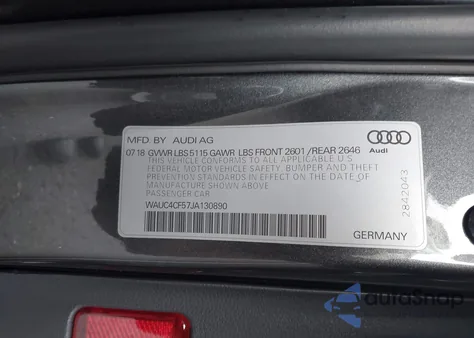 MFD. BY AUDI AG
Audi
07 18 GVWR LBS 5115 GAWR LBS FRONT 2601 /REAR 2646
THIS VEHICLE CONFORMS TO ALL APPLICABLE U.S
FEDERAL MOTOR VEHICLE SAFETY, BUMPER AND THEFT
PREVENTION STANDARDS IN EFFECT ON THE DATE OF
MANUFACTURE SHOWN ABOVE
PASSENGER CAR
WAUC4CF57JA130890
2842043
GERMANY
autoSnap